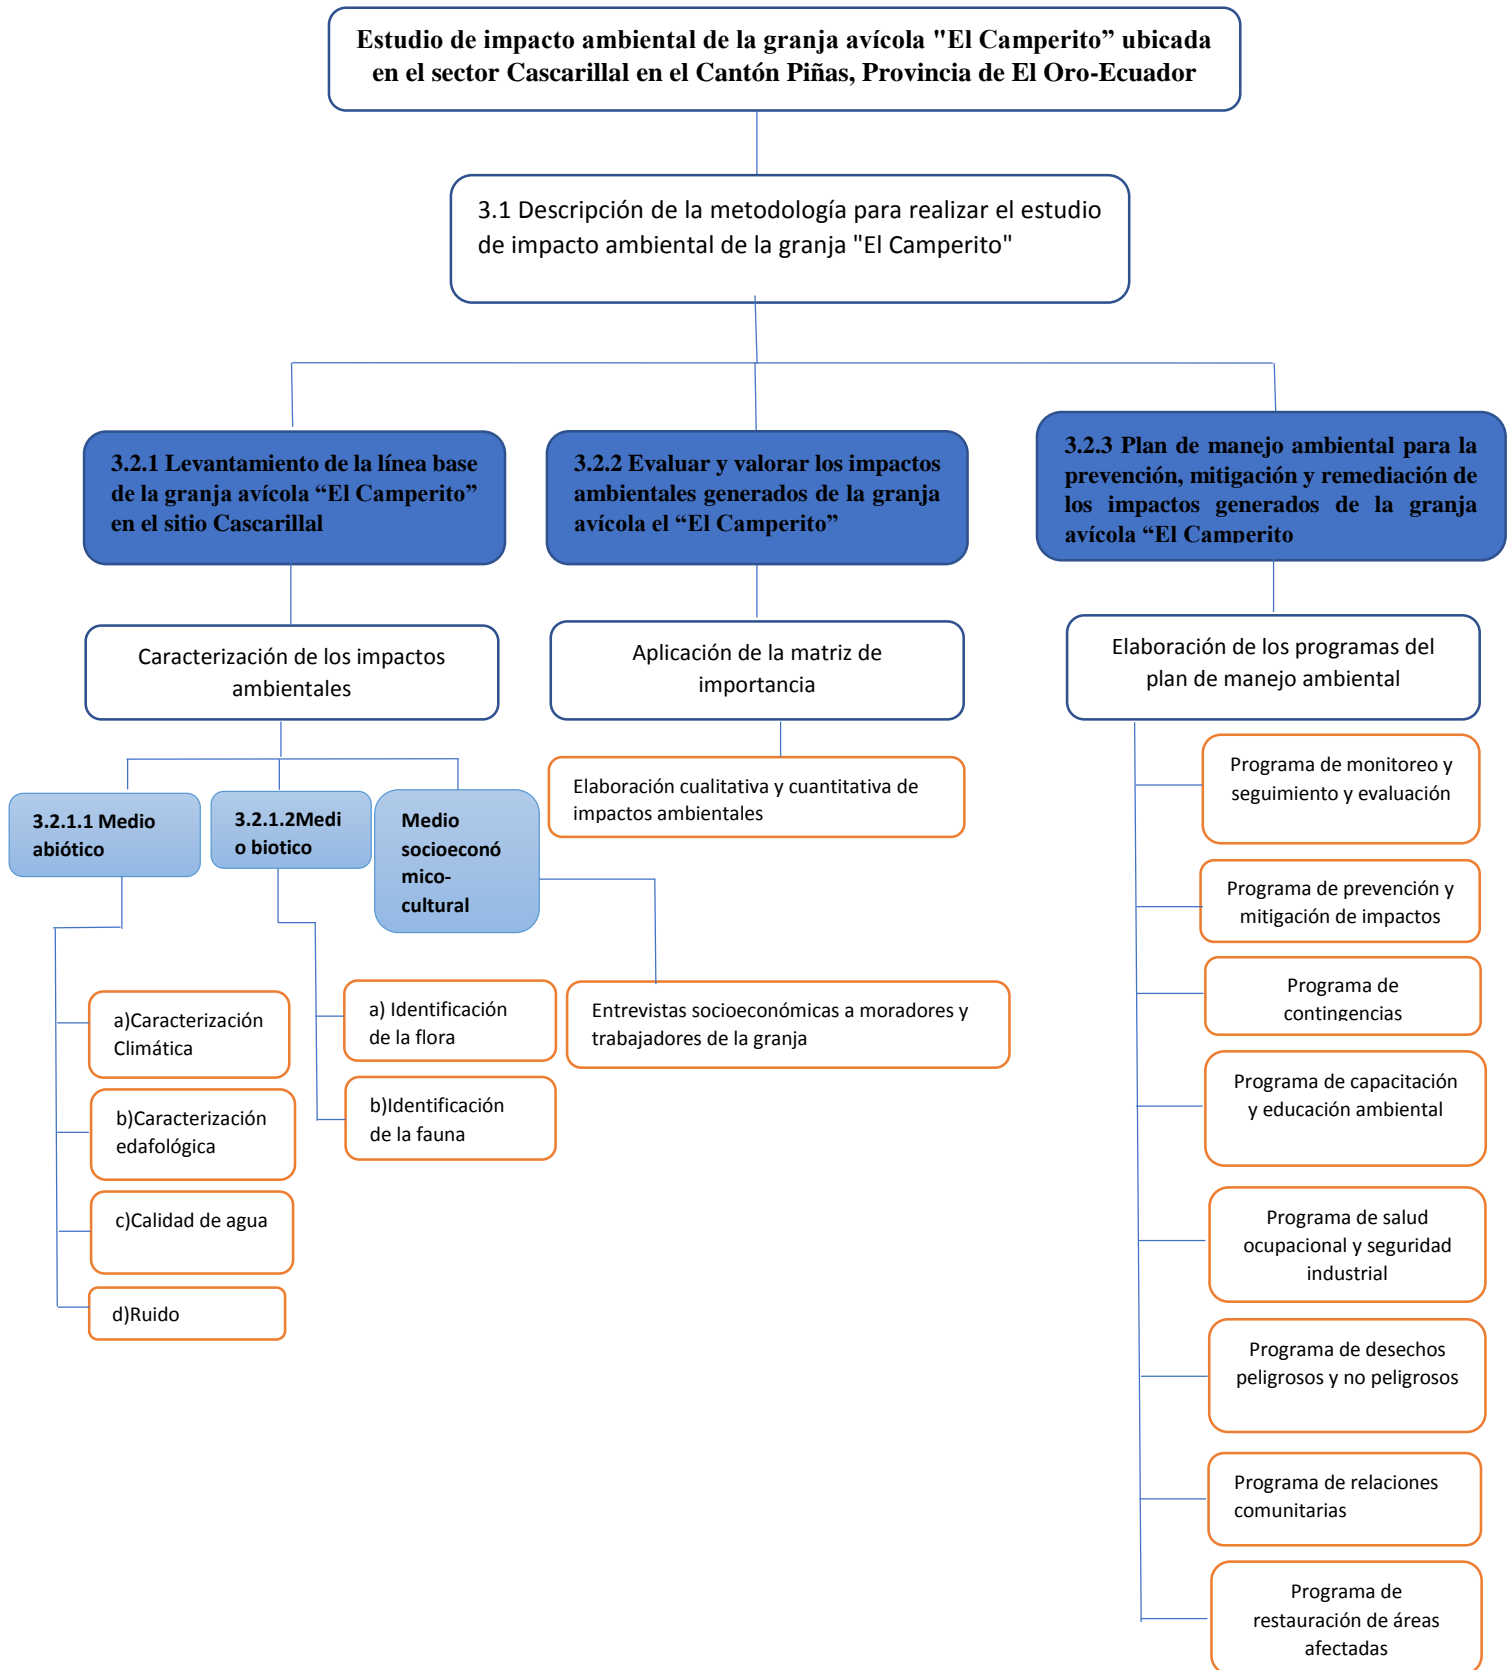 Estudio de impacto ambiental de la granja avícola "El Camperito” ubicada
en el sector Cascarillal en el Cantón Piñas, Provincia de El Oro-Ecuador
3.1 Descripción de la metodología para realizar el estudio
de impacto ambiental de la granja "El Camperito"
3.2.1 Levantamiento de la línea base
de la granja avícola “El Camperito”
en el sitio Cascarillal
3.2.2 Evaluar y valorar los impactos
ambientales generados de la granja
avícola el “El Camperito”
3.2.3 Plan de manejo ambiental para la
prevención, mitigación y remediación de
los impactos generados de la granja
avícola “El Camperito
Caracterización de los impactos
ambientales
Aplicación de la matriz de
importancia
Elaboración de los programas del
plan de manejo ambiental
3.2.1.1 Medio
abiótico
3.2.1.2Medi
o biotico
Medio
socioeconó
mico-
cultural
Elaboración cualitativa y cuantitativa de
impactos ambientales
a)Caracterización
Climática
b)Caracterización
edafológica
c)Calidad de agua
d)Ruido
a) Identificación
de la flora
b)Identificación
de la fauna
Entrevistas socioeconómicas a moradores y
trabajadores de la granja
Programa de monitoreo y
seguimiento y evaluación
Programa de prevención y
mitigación de impactos
Programa de
contingencias
Programa de capacitación
y educación ambiental
Programa de salud
ocupacional y seguridad
industrial
Programa de desechos
peligrosos y no peligrosos
Programa de relaciones
comunitarias
Programa de
restauración de áreas
afectadas